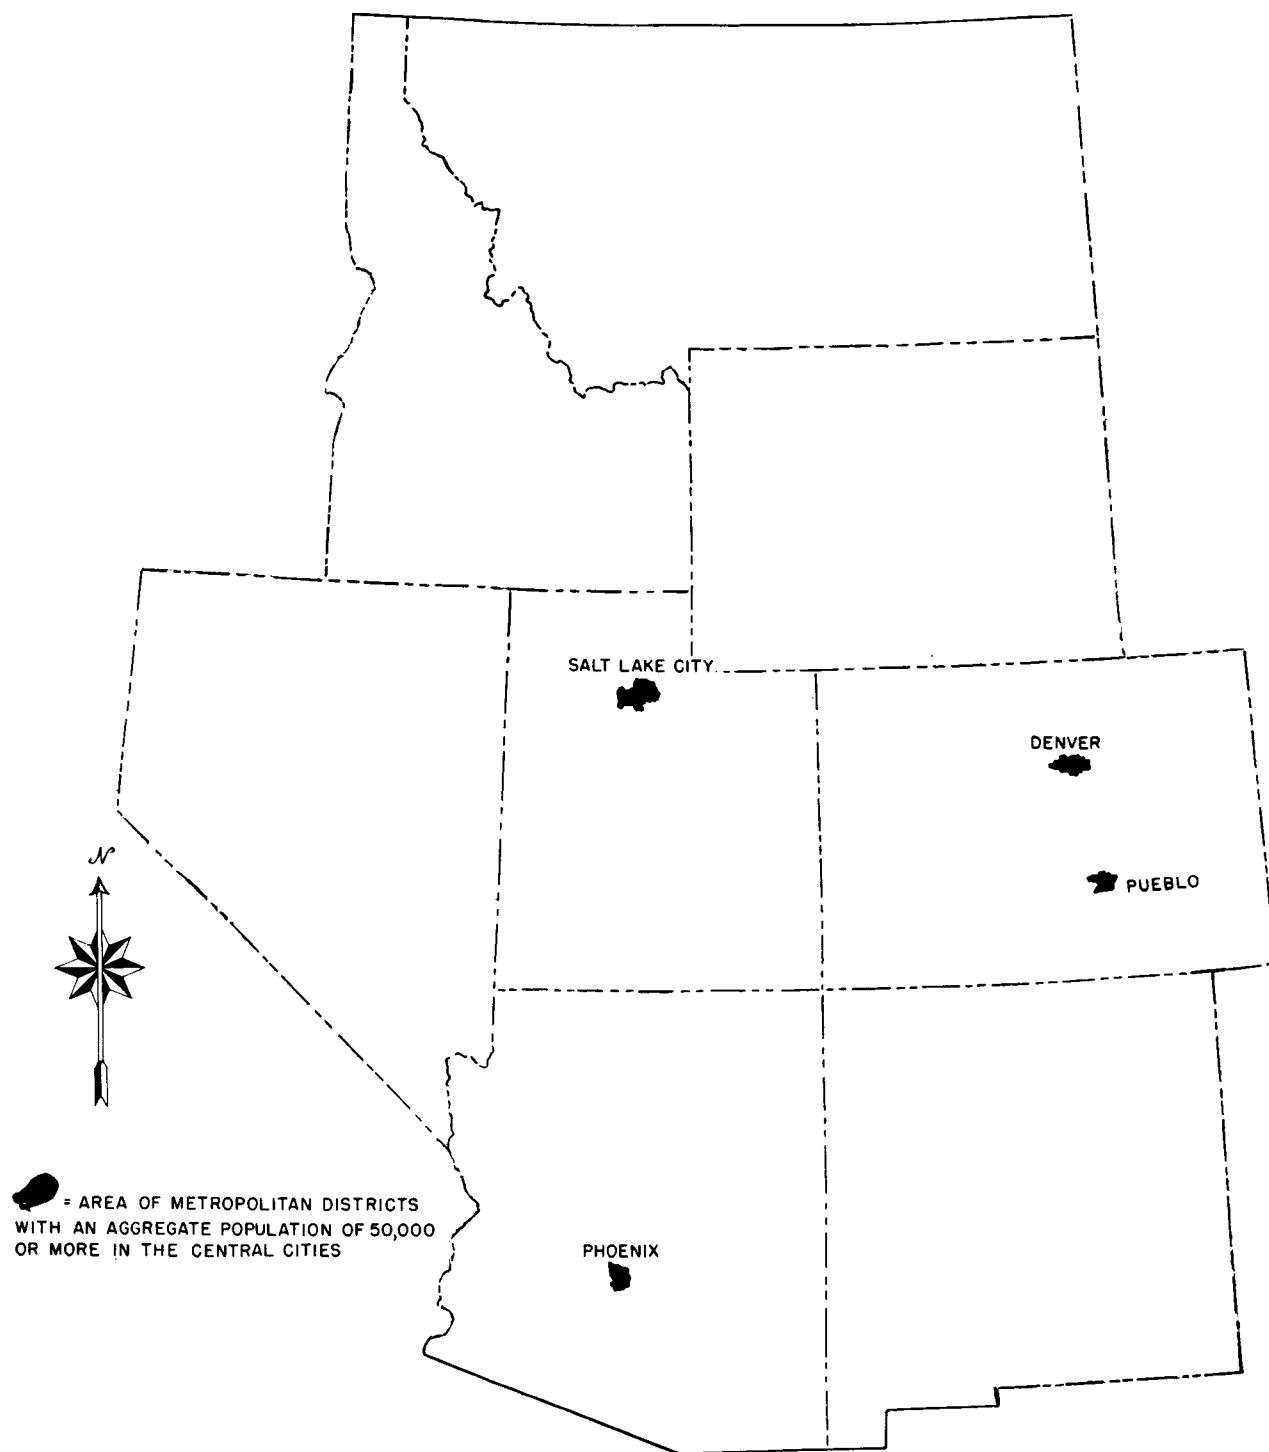 SALT LAKE CITY
DENVER
PUEBLO
N
= AREA OF METROPOLITAN DISTRICTS
WITH AN AGGREGATE POPULATION OF 50,000
OR MORE IN THE CENTRAL CITIES
PHOENIX